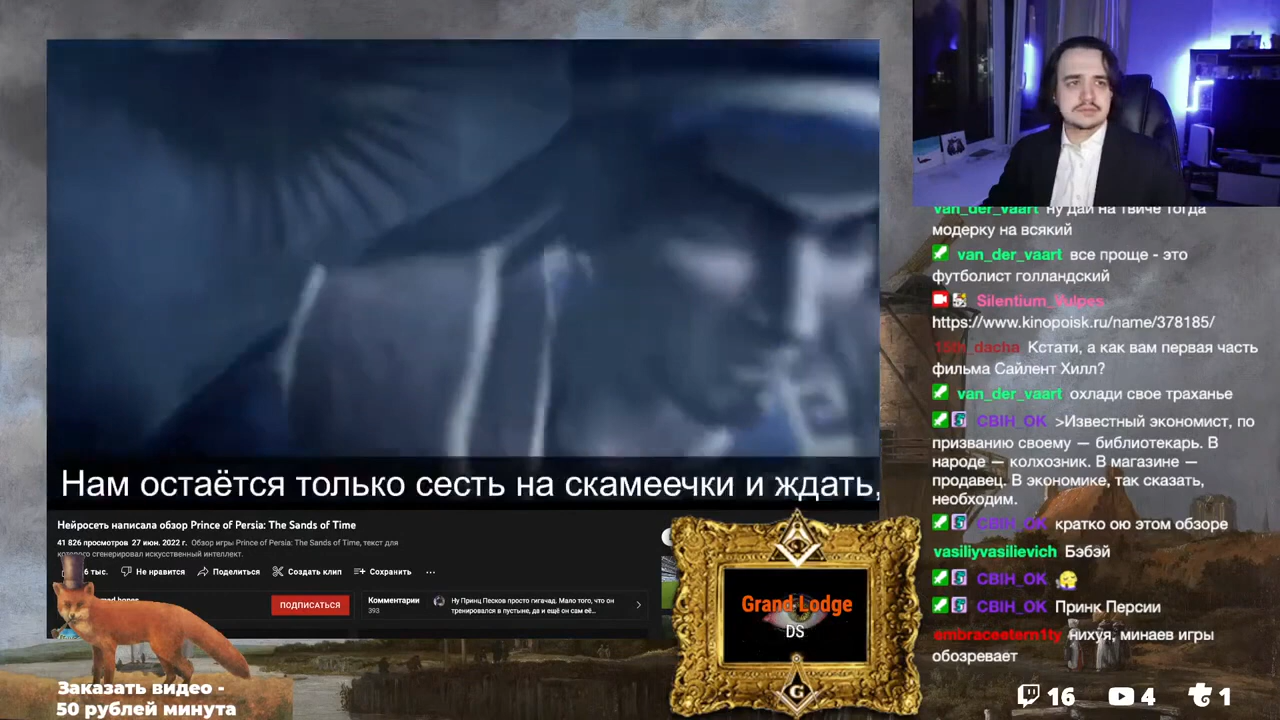 Нам остаётся только сесть на скамеечки и ждать,
Нейросеть написала обзор Prince of Persia: The Sands of Time
41 826 просмотров 27 июн. 2022 г. Обзор игры Prince of Persia: The Sands of Time, текст для
которого сгенерировал искусственный интеллект.
6 тыс. Не нравится Поделиться Создать клип Сохранить ...
hopes
ПОДПИСАТЬСЯ
Комментарии
393
Ну Принц Песков просто гигачад. Мало того, что он
тренировался в пустыне, да и ещё он сам её...
Заказать видео -
50 рублей минута
Grand Lodge
DS
G
van_der_vaart ну дай на твиче тогда
модерку на всякий
van_der_vaart все проще - это
футболист голландский
Silentium_Vulpes
https://www.kinopoisk.ru/name/378185/
dacha Кстати, а как вам первая часть
фильма Сайлент Хилл?
van_der_vaart охлади свое траханье
CBIH_OK >Известный экономист, по
призванию своему — библиотекарь. В
народе — колхозник. В магазине —
продавец. В экономике, так сказать,
необходим.
CBIH_OK кратко ою этом обзоре
vasiliyvasilievich Бэбэй
CBIH_OK
CBIH_OK Принк Персии
embraceetern1ty нихуя, минаев игры
обозревает
16 4 1